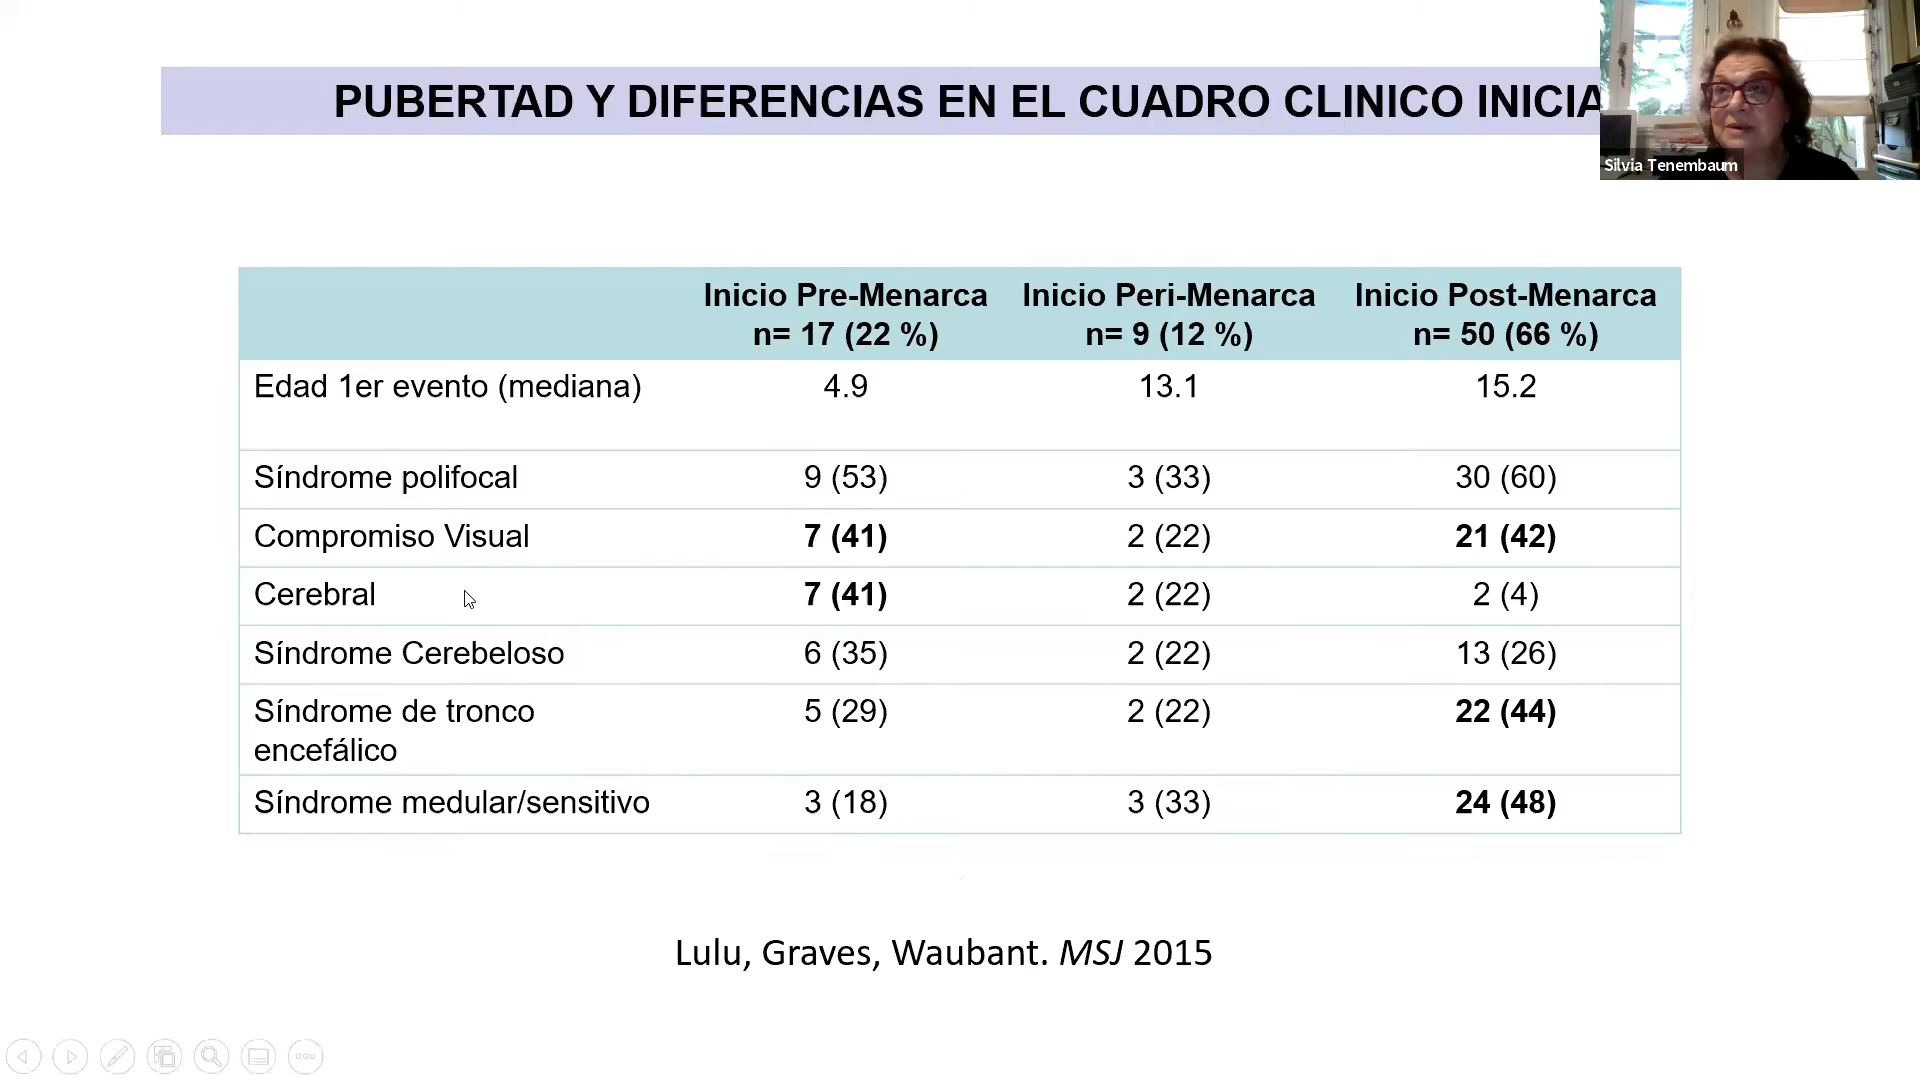 PUBERTAD Y DIFERENCIAS EN EL CUADRO CLINICO INICIA
Silvia Tenembaum
Inicio Pre-Menarca Inicio Peri-Menarca Inicio Post-Menarca
n= 17 (22 %) n= 9 (12 %) n= 50 (66 %)
Edad 1er evento (mediana) 4.9 13.1 15.2
Síndrome polifocal 9 (53) 3 (33) 30 (60)
Compromiso Visual 7 (41) 2 (22) 21 (42)
Cerebral 7 (41) 2 (22) 2 (4)
Síndrome Cerebeloso 6 (35) 2 (22) 13 (26)
Síndrome de tronco 5 (29) 2 (22) 22 (44)
encefálico
Síndrome medular/sensitivo 3 (18) 3 (33) 24 (48)
Lulu, Graves, Waubant. MSJ 2015